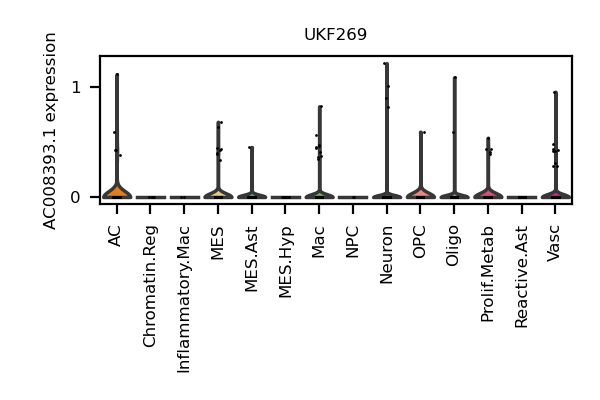 UKF269
AC008393.1 expression
1
0
AC
Chromatin.Reg
Inflammatory.Mac
MES
MES.Ast
MES.Hyp
Mac
NPC
Neuron
OPC
Oligo
Prolif.Metab
Reactive.Ast
Vasc